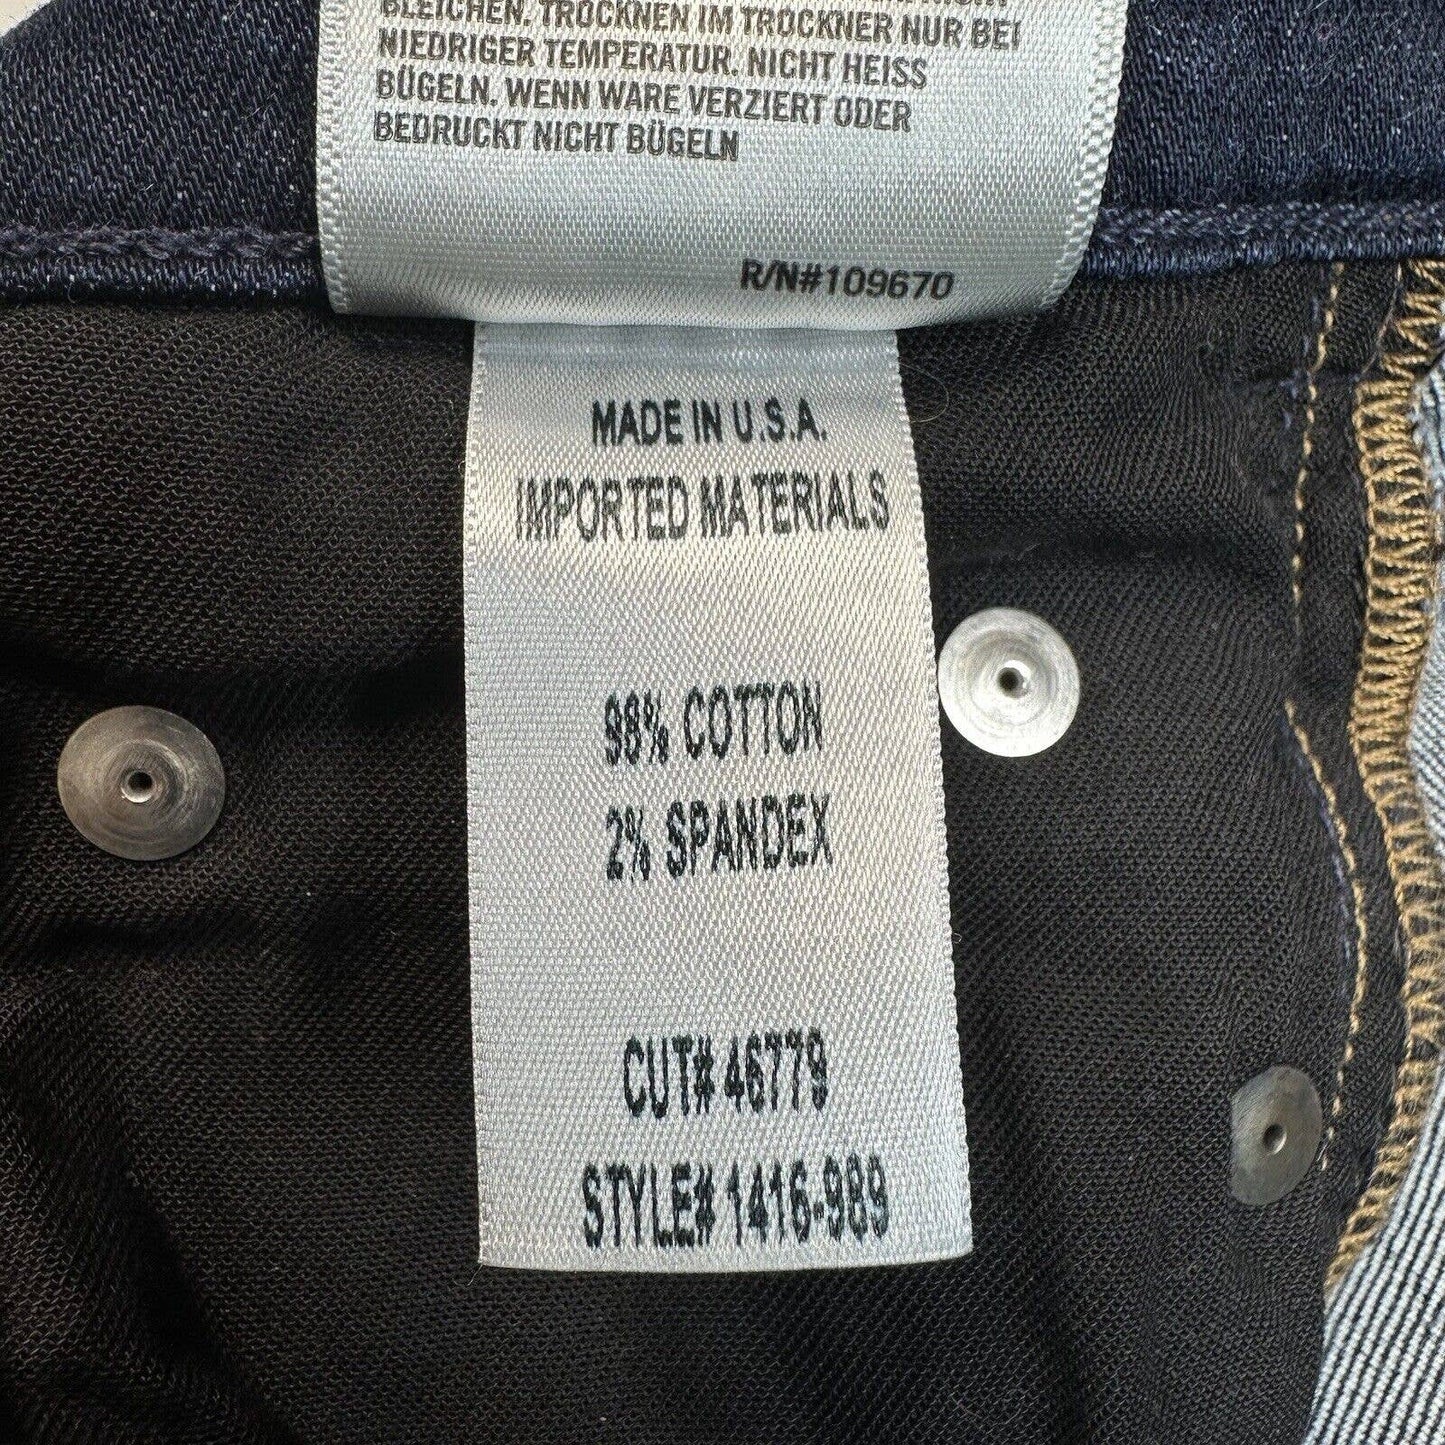 BLEICHEN. TROCKNEN IM TROCKNER NUR BEI
NIEDRIGER TEMPERATUR. NICHT HEISS
BÜGELN. WENN WARE VERZIERT ODER
BEDRUCKT NICHT BÜGELN
R/N#109670
MADE IN U.S.A.
IMPORTED MATERIALS
98% COTTON
2% SPANDEX
CUT# 46779
STYLE# 1416-989